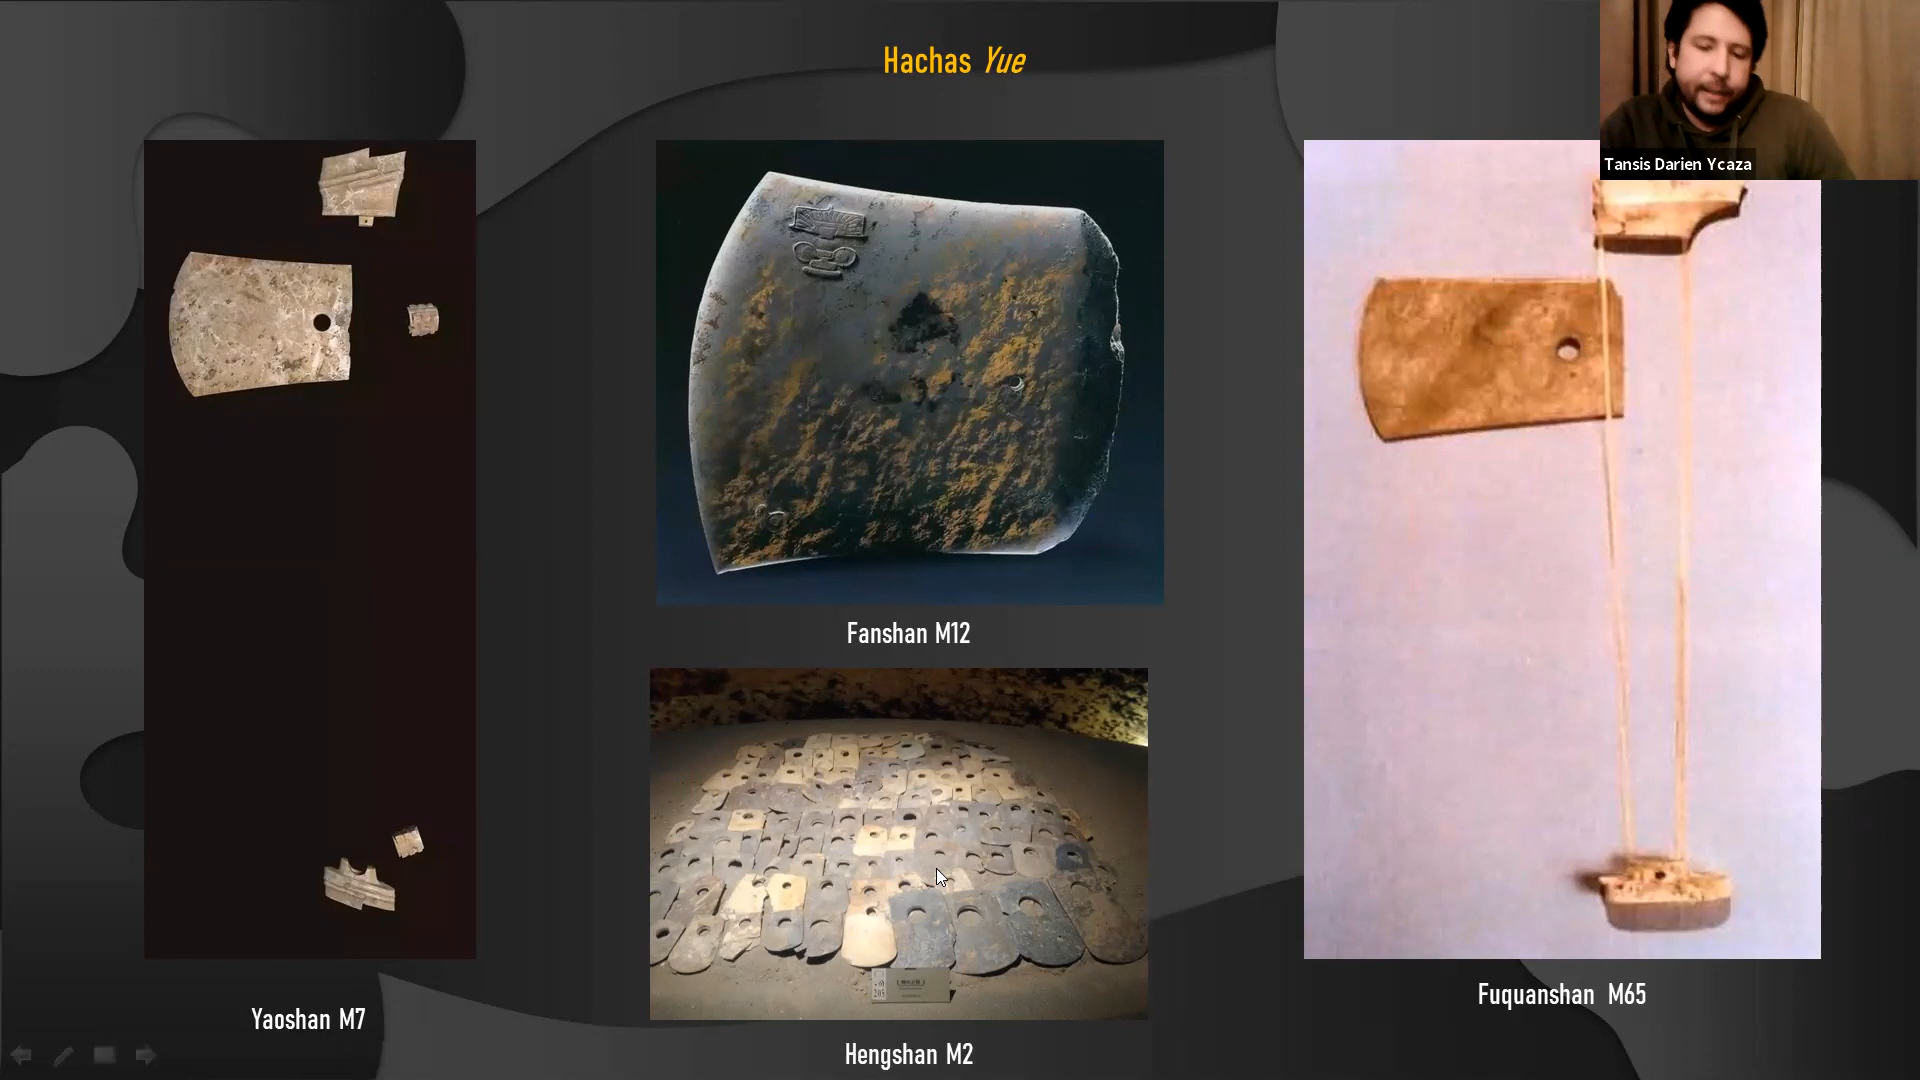 Hachas Yue
Tansis Darien Ycaza
Fanshan M12
Yaoshan M7
Hengshan M2
Fuquanshan M65